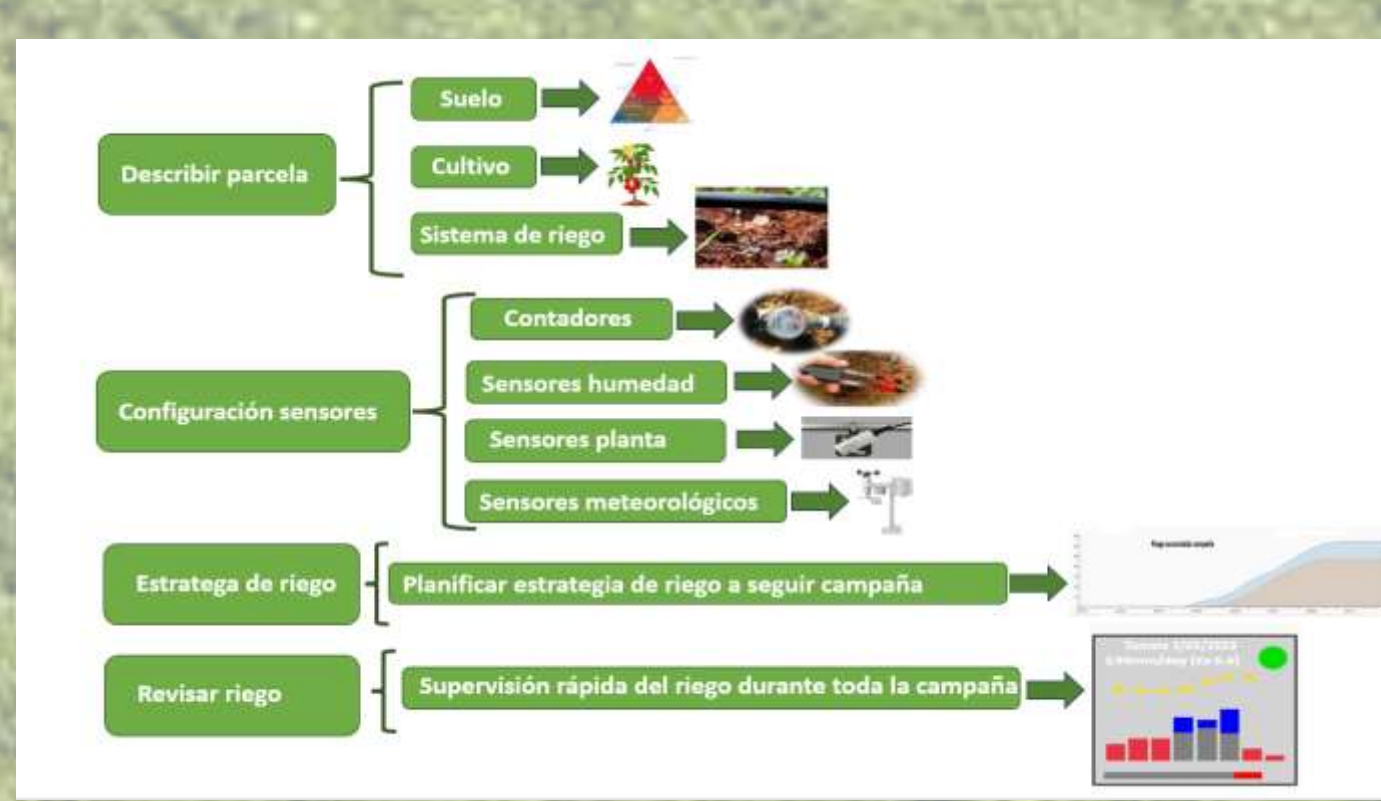 Describir parcela
Suelo
Cultivo
Sistema de riego
Configuración sensores
Contadores
Sensores humedad
Sensores planta
Sensores meteorológicos
Estratega de riego
Planificar estrategia de riego a seguir campaña
Revisar riego
Supervisión rápida del riego durante toda la campaña